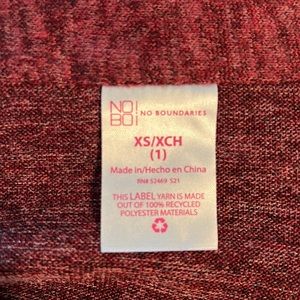 NO
BO
NO BOUNDARIES
XS/XCH
(1)
Made in/Hecho en China
RN# 52469 S21
THIS LABEL YARN IS MADE
OUT OF 100% RECYCLED
POLYESTER MATERIALS